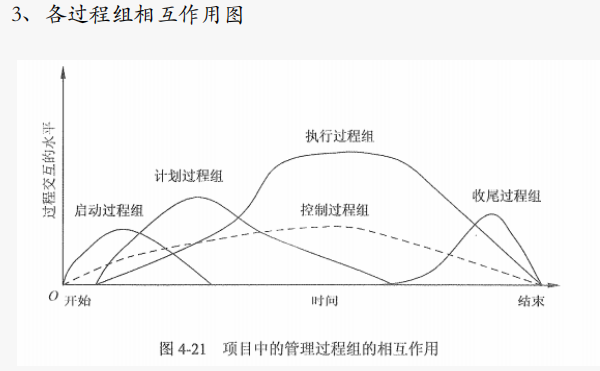 3、各过程组相互作用图
过程交互的水平
执行过程组
计划过程组
收尾过程组
启动过程组
控制过程组
O
开始
时间
结束
图 4-21 项目中的管理过程组的相互作用